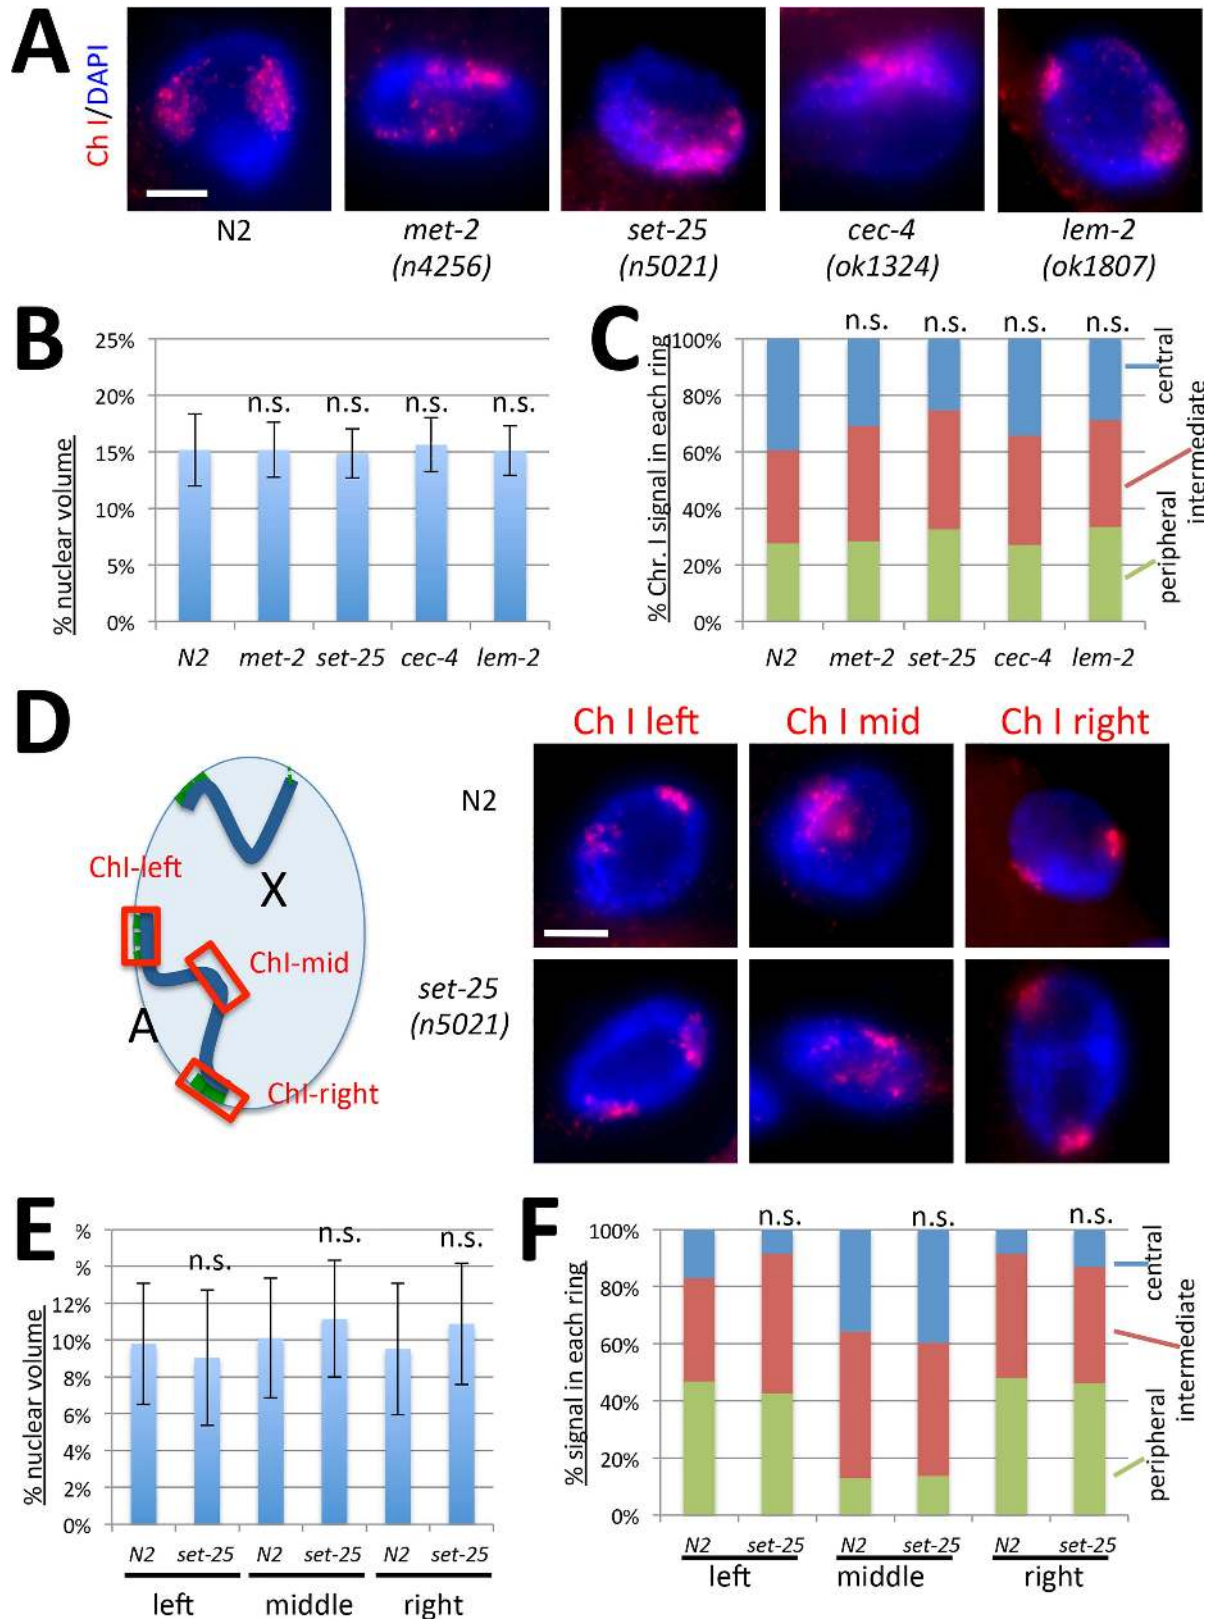 A
Ch I/DAPI
N2
met-2
(n4256)
set-25
(n5021)
cec-4
(ok1324)
lem-2
(ok1807)
B
% nuclear volume
25%
20%
15%
10%
5%
0%
n.s. n.s. n.s. n.s.
N2 met-2 set-25 cec-4 lem-2
C
% Chr. I signal in each ring
100%
80%
60%
40%
20%
0%
n.s. n.s. n.s. n.s.
N2 met-2 set-25 cec-4 lem-2
central
intermediate
peripheral
D
ChI-left
X
ChI-mid
A
ChI-right
Ch I left Ch I mid Ch I right
N2
set-25
(n5021)
E
% nuclear volume
%
%
12%
10%
8%
6%
4%
2%
0%
n.s. n.s. n.s.
N2 set-25 N2 set-25 N2 set-25
left middle right
F
% signal in each ring
100%
80%
60%
40%
20%
0%
n.s. n.s. n.s.
N2 set-25 N2 set-25 N2 set-25
left middle right
central
intermediate
peripheral